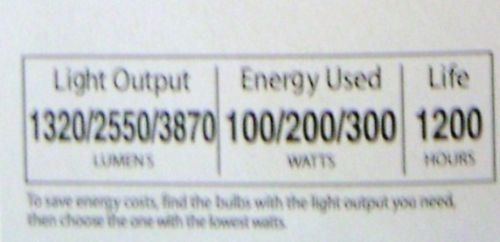 Light Output Energy Used Life
1320/2550/3870 100/200/300 1200
LUMENS WATTS HOURS
To save energy costs, find the bulbs with the light output you need,
then choose the one with the lowest watts.